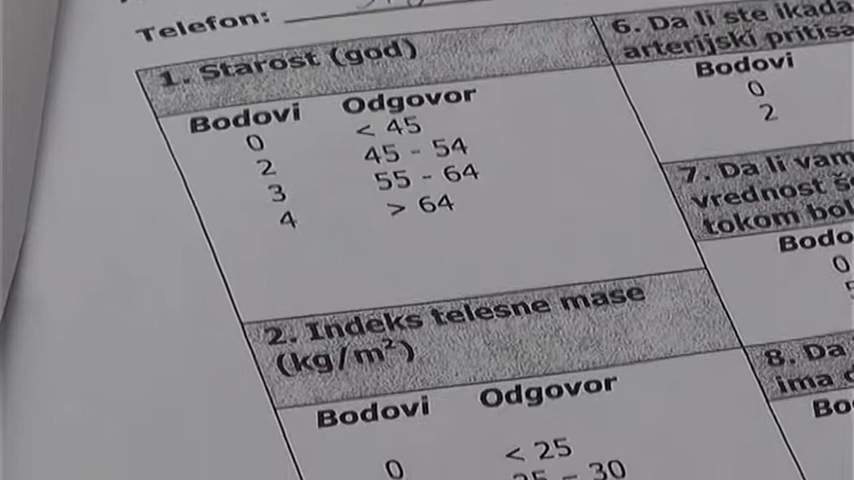 Telefon:
1. Starost (god)
Bodovi Odgovor
0 < 45
2 45 - 54
3 55 - 64
4 > 64
2. Indeks telesne mase
(kg/m²)
Bodovi Odgovor
0 < 25
25 - 30
6. Da li ste ikada
arterijski pritisa
Bodovi
0
2
7. Da li vam
vrednost
tokom bol
Bodo
0
8. Da
ima
Bo